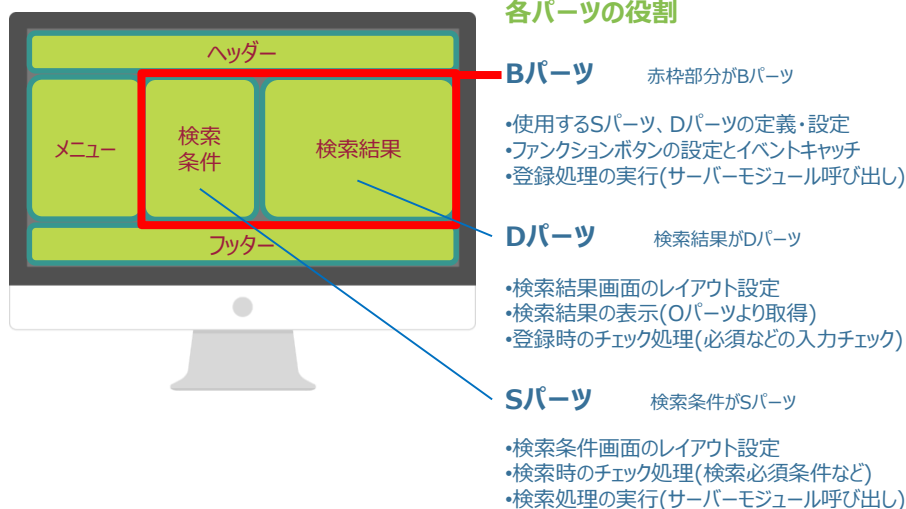 各パーツの役割
ヘッダー
メニュー
検索
条件
検索結果
フッター
Bパーツ 赤枠部分がBパーツ
•使用するSパーツ、Dパーツの定義・設定
•ファンクションボタンの設定とイベントキャッチ
•登録処理の実行(サーバーモジュール呼び出し)
Dパーツ 検索結果がDパーツ
•検索結果画面のレイアウト設定
•検索結果の表示(Oパーツより取得)
•登録時のチェック処理(必須などの入力チェック)
Sパーツ 検索条件がSパーツ
•検索条件画面のレイアウト設定
•検索時のチェック処理(検索必須条件など)
•検索処理の実行(サーバーモジュール呼び出し)